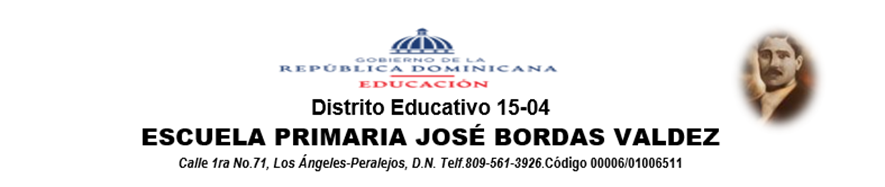 GOBIERNO DE LA
REPÚBLICA DOMINICANA
EDUCACIÓN
Distrito Educativo 15-04
ESCUELA PRIMARIA JOSÉ BORDAS VALDEZ
Calle 1ra No.71, Los Ángeles-Peralejos, D.N. Telf.809-561-3926.Código 00006/01006511